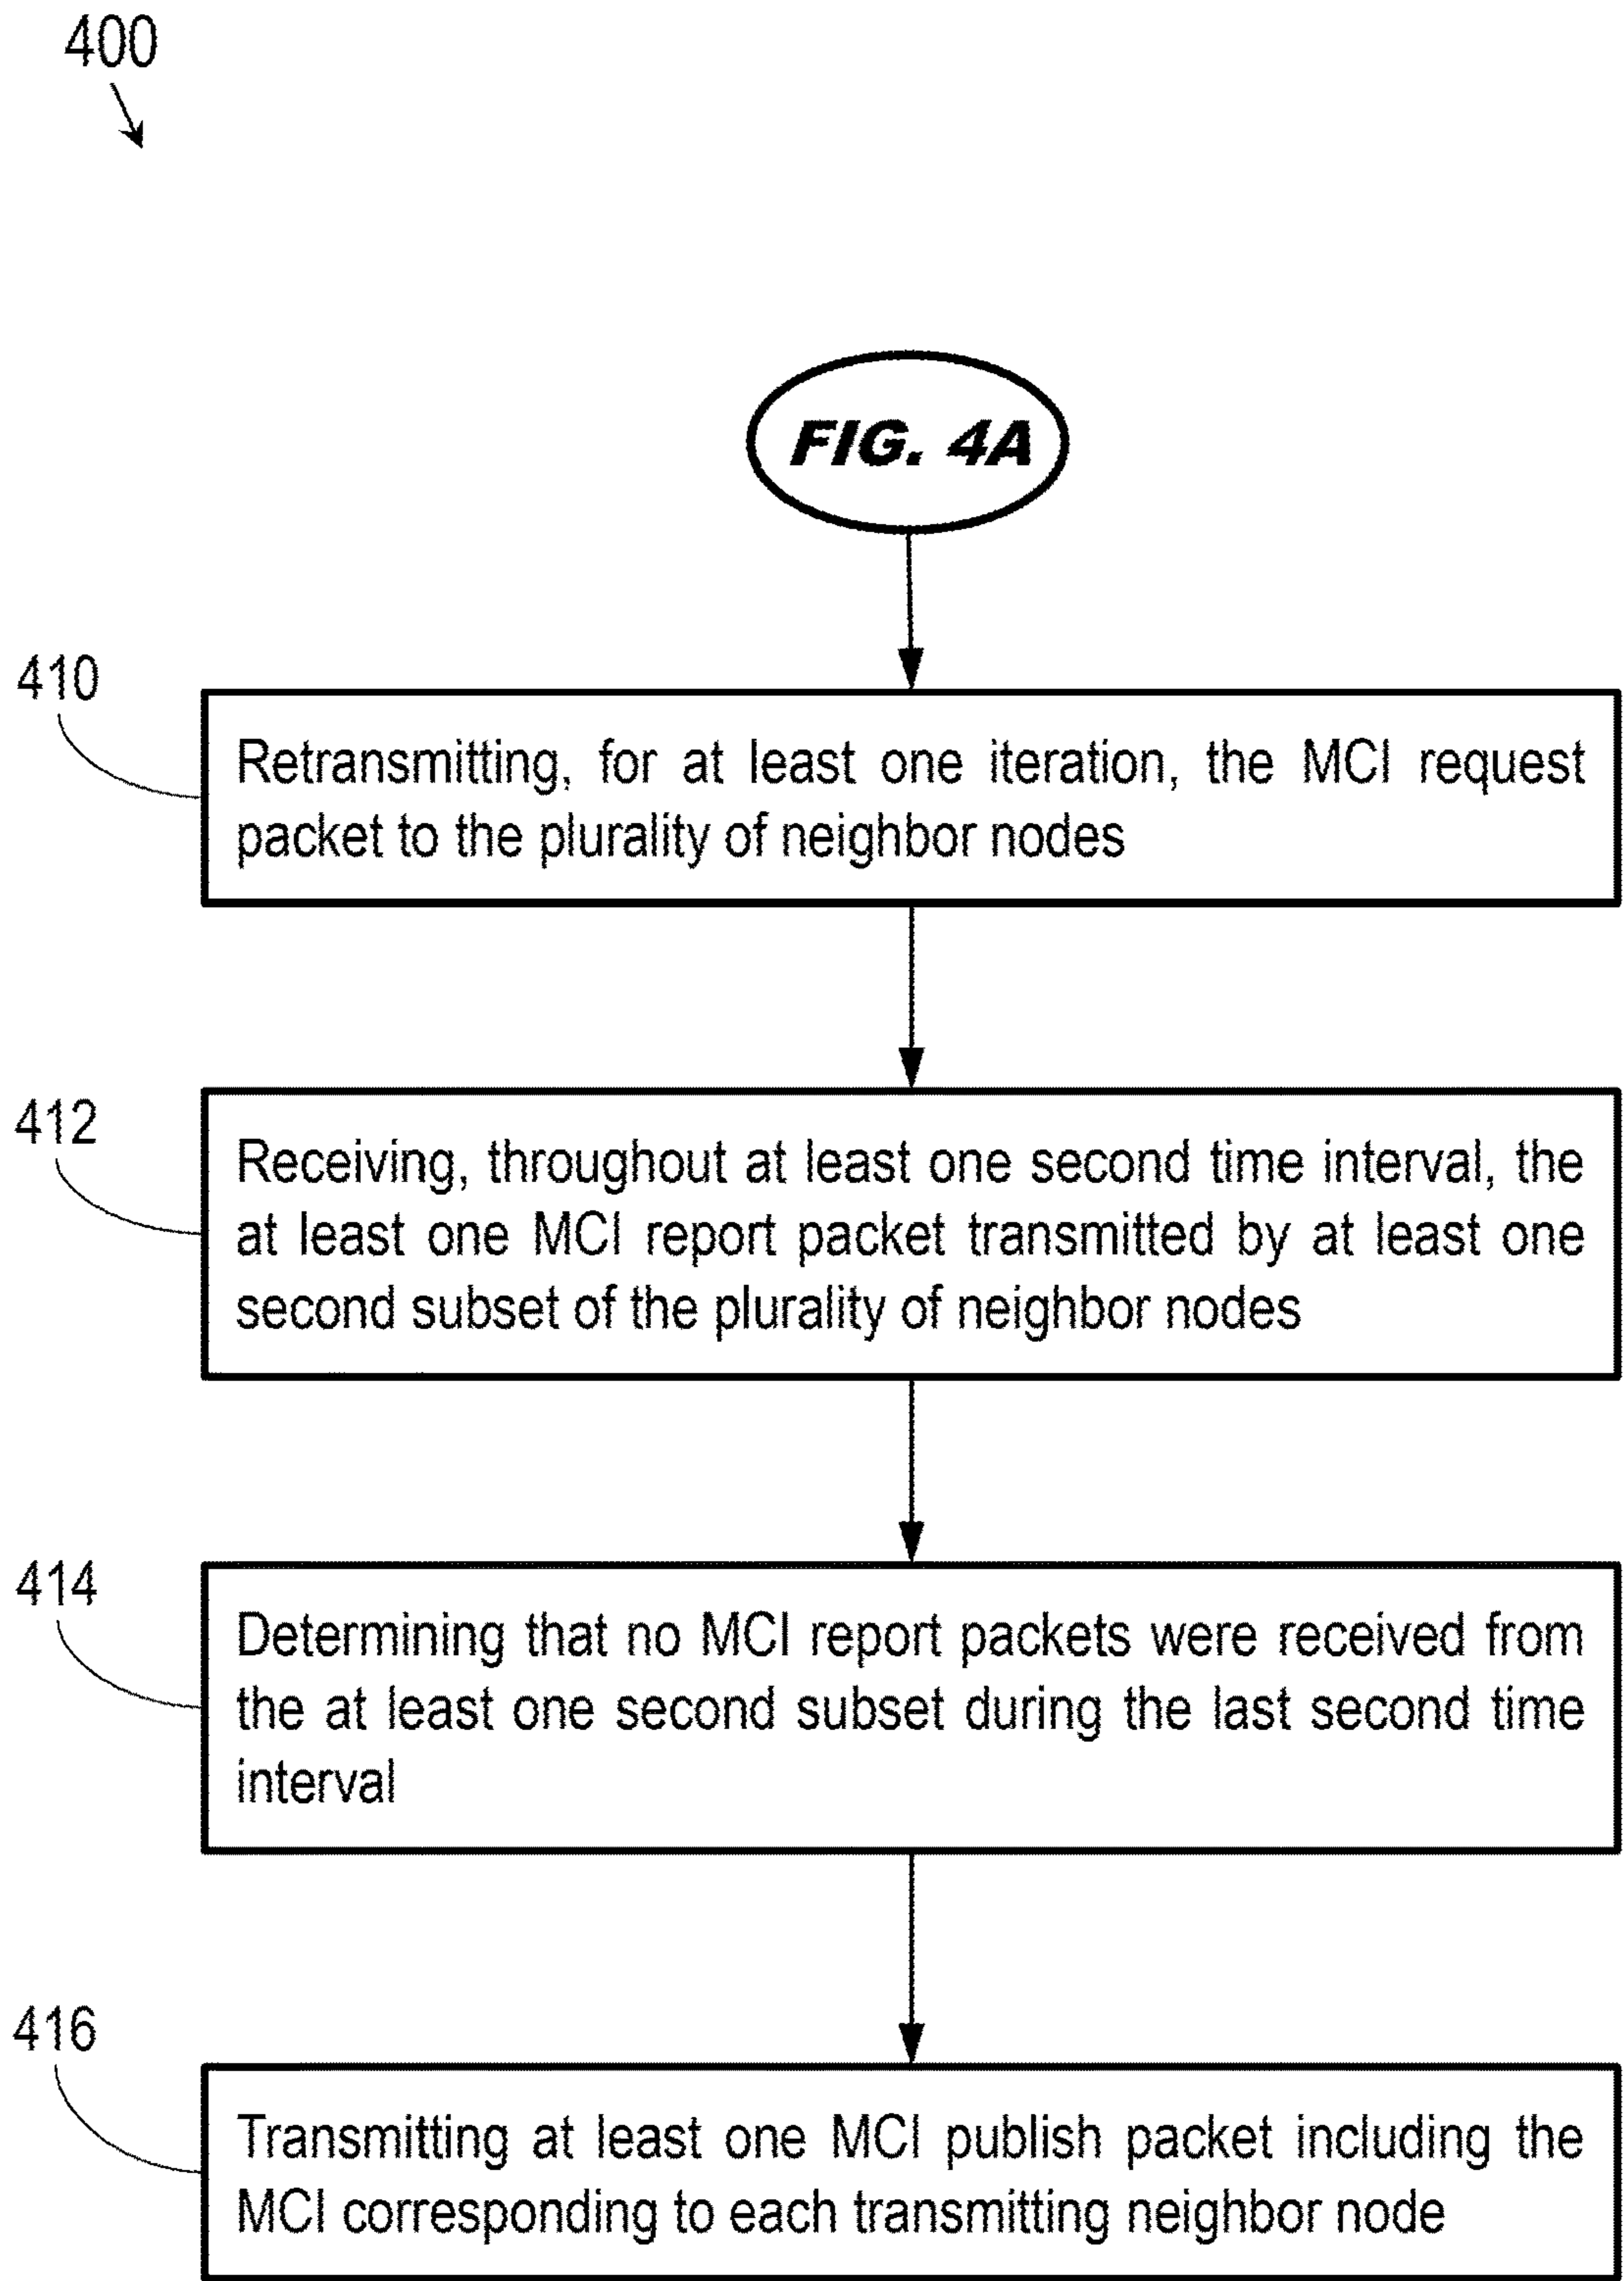 400
FIG. 4A
410
Retransmitting, for at least one iteration, the MCI request
packet to the plurality of neighbor nodes
412
Receiving, throughout at least one second time interval, the
at least one MCI report packet transmitted by at least one
second subset of the plurality of neighbor nodes
414
Determining that no MCI report packets were received from
the at least one second subset during the last second time
interval
416
Transmitting at least one MCI publish packet including the
MCI corresponding to each transmitting neighbor node